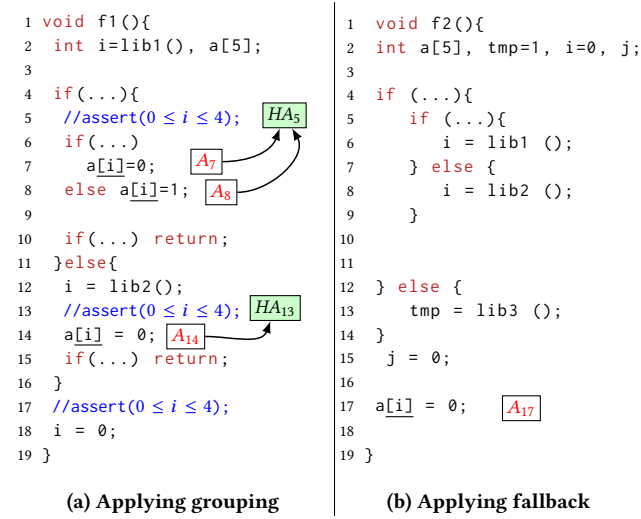 1 void f1(){
2 int i=lib1(), a[5];
3
4 if(...){
5 //assert(0 ≤ i ≤ 4); HA5
6 if(...)
7 a[i]=0; A7
8 else a[i]=1; A8
9
10 if(...) return;
11 }else{
12 i = lib2();
13 //assert(0 ≤ i ≤ 4); HA13
14 a[i] = 0; A14
15 if(...) return;
16 }
17 //assert(0 ≤ i ≤ 4);
18 i = 0;
19 }
(a) Applying grouping
1 void f2(){
2 int a[5], tmp=1, i=0, j;
3
4 if (...){
5 if (...){
6 i = lib1 ();
7 } else {
8 i = lib2 ();
9 }
10
11
12 } else {
13 tmp = lib3 ();
14 }
15 j = 0;
16
17 a[i] = 0; A17
18
19 }
(b) Applying fallback